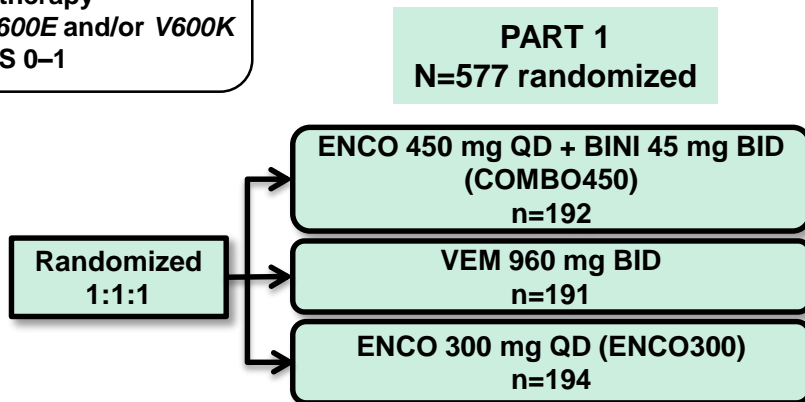 therapy
600E and/or V600K
S 0–1
PART 1
N=577 randomized
ENCO 450 mg QD + BINI 45 mg BID
(COMBO450)
n=192
Randomized
1:1:1
VEM 960 mg BID
n=191
ENCO 300 mg QD (ENCO300)
n=194